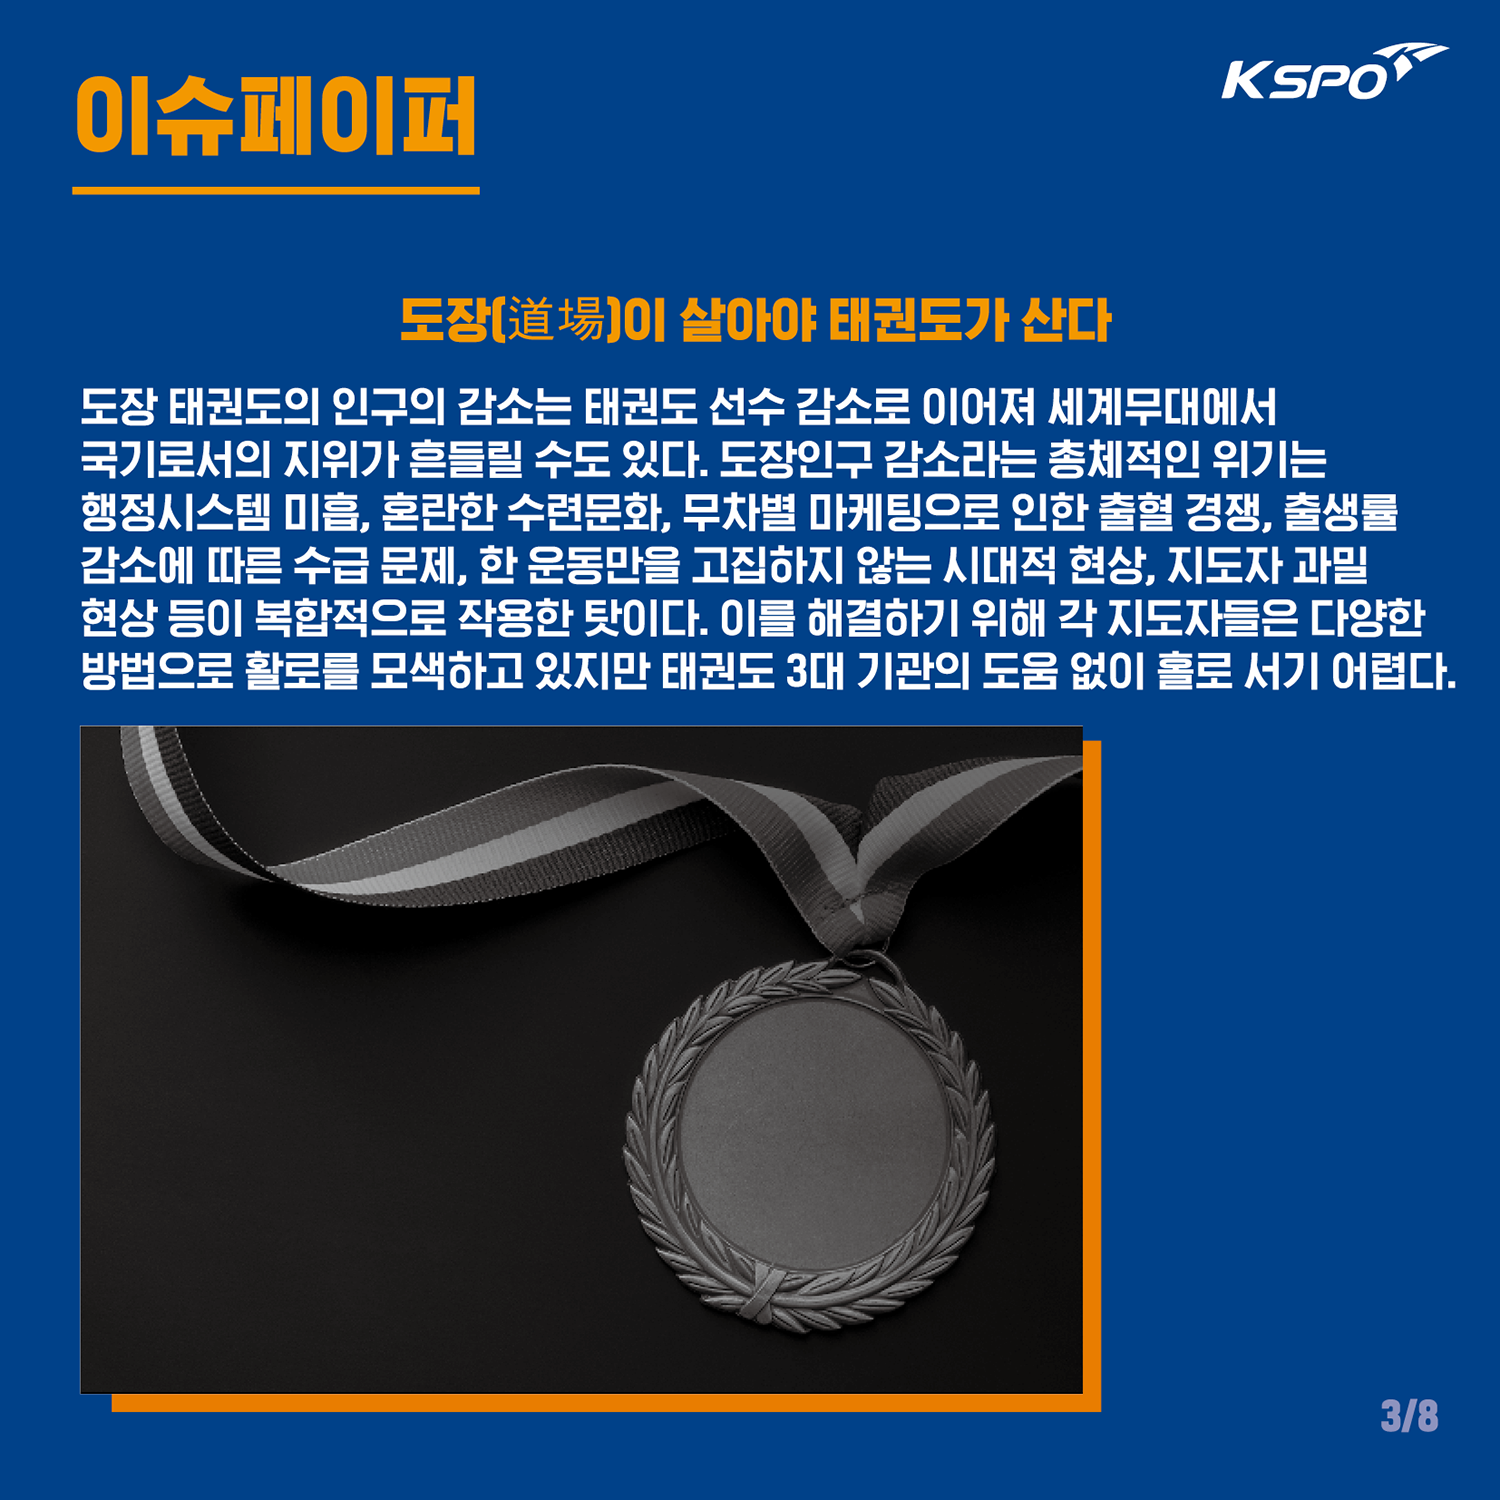 이슈페이퍼
KSPO
도장(道場)이 살아야 태권도가 산다
도장 태권도의 인구의 감소는 태권도 선수 감소로 이어져 세계무대에서
국기로서의 지위가 흔들릴 수도 있다. 도장인구 감소라는 총체적인 위기는
행정시스템 미흡, 혼란한 수련문화, 무차별 마케팅으로 인한 출혈 경쟁, 출생률
감소에 따른 수급 문제, 한 운동만을 고집하지 않는 시대적 현상, 지도자 과밀
현상 등이 복합적으로 작용한 탓이다. 이를 해결하기 위해 각 지도자들은 다양한
방법으로 활로를 모색하고 있지만 태권도 3대 기관의 도움 없이 홀로 서기 어렵다.
3/8